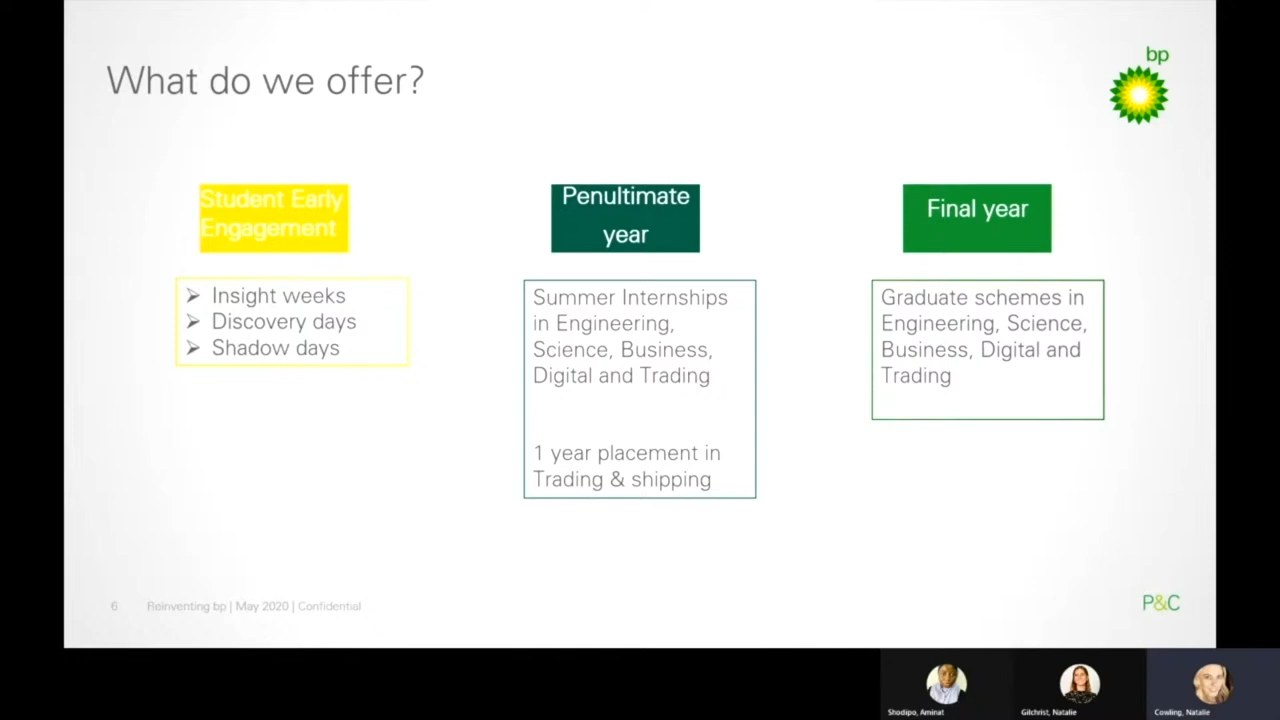 bp
What do we offer?
Student Early
Engagement
Penultimate
year
Final year
➢ Insight weeks
➢ Discovery days
➢ Shadow days
Summer Internships
in Engineering,
Science, Business,
Digital and Trading
1 year placement in
Trading & shipping
Graduate schemes in
Engineering, Science,
Business, Digital and
Trading
6 Reinventing bp | May 2020 | Confidential
P&C
Shodipo, Aminat
Gilchrist, Natalie
Cowling, Natalie